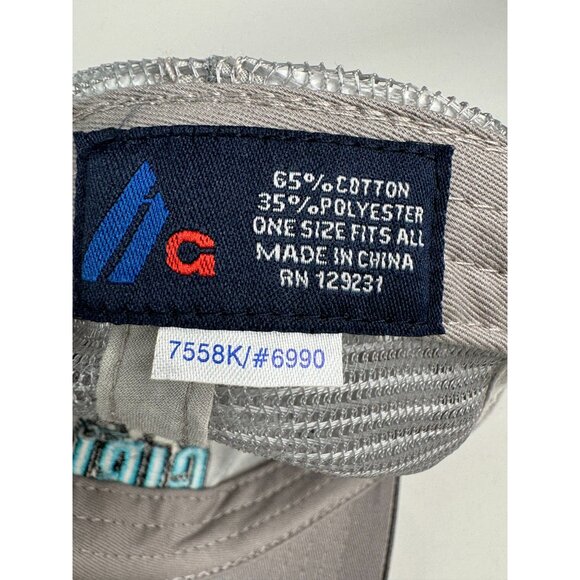 G
65% COTTON
35% POLYESTER
ONE SIZE FITS ALL
MADE IN CHINA
RN 129231
7558K/#6990